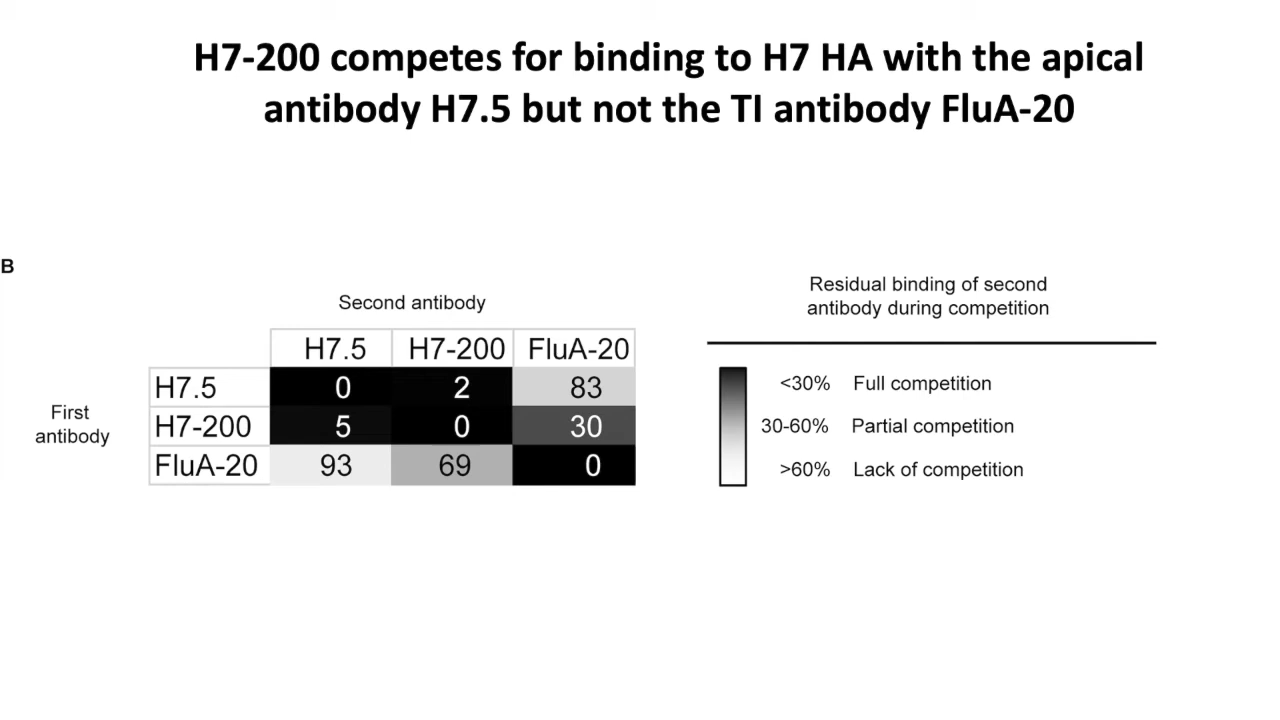 H7-200 competes for binding to H7 HA with the apical
antibody H7.5 but not the TI antibody FluA-20
B
Second antibody
H7.5 H7-200 FluA-20
First
antibody
H7.5 0 2 83
H7-200 5 0 30
FluA-20 93 69 0
Residual binding of second
antibody during competition
<30% Full competition
30-60% Partial competition
>60% Lack of competition